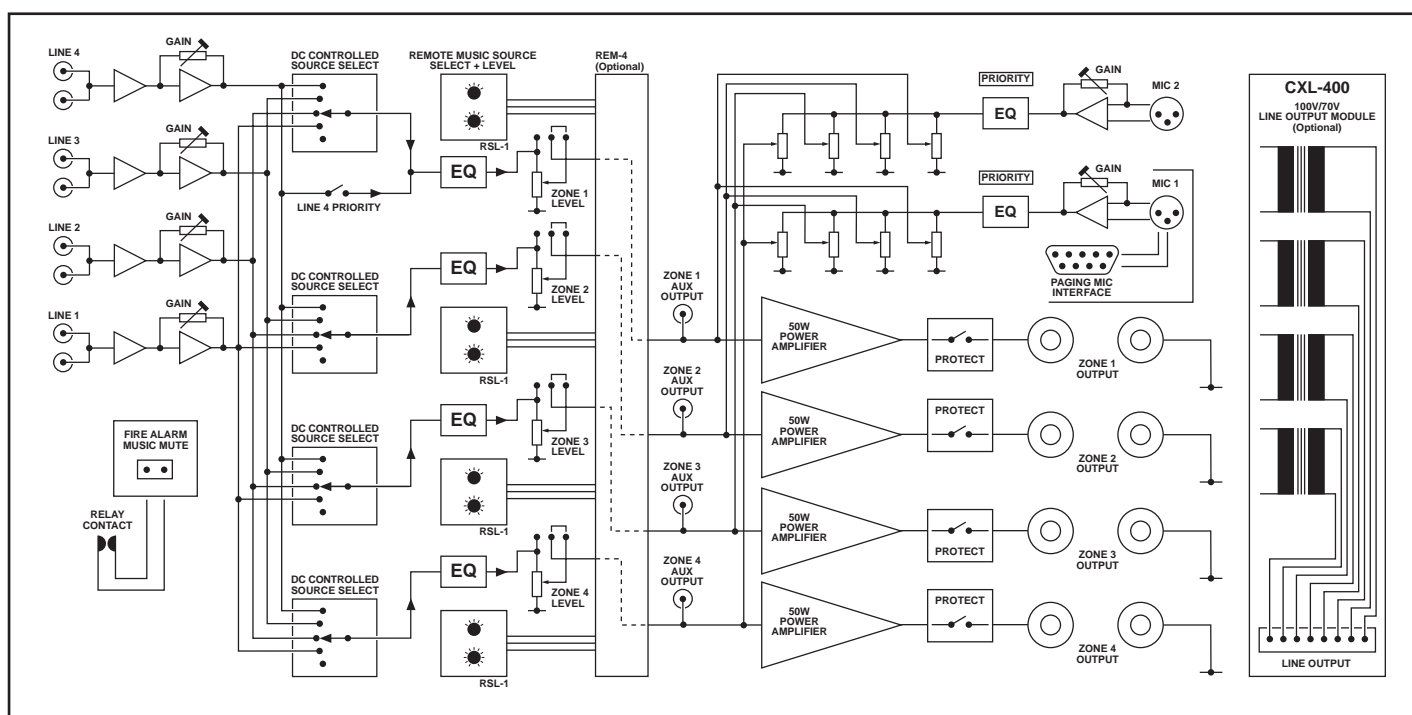 LINE 4
GAIN
DC CONTROLLED
SOURCE SELECT
REMOTE MUSIC SOURCE
SELECT + LEVEL
RSL-1
REM-4
(Optional)
LINE 3
GAIN
LINE 4 PRIORITY
EQ
ZONE 1
LEVEL
LINE 2
GAIN
DC CONTROLLED
SOURCE SELECT
EQ
ZONE 2
LEVEL
RSL-1
LINE 1
GAIN
DC CONTROLLED
SOURCE SELECT
EQ
ZONE 3
LEVEL
RSL-1
FIRE ALARM
MUSIC MUTE
RELAY
CONTACT
DC CONTROLLED
SOURCE SELECT
EQ
ZONE 4
LEVEL
RSL-1
PRIORITY
EQ
GAIN
MIC 2
PRIORITY
EQ
GAIN
MIC 1
PAGING MIC
INTERFACE
ZONE 1
AUX
OUTPUT
50W
POWER
AMPLIFIER
PROTECT
ZONE 1
OUTPUT
ZONE 2
AUX
OUTPUT
50W
POWER
AMPLIFIER
PROTECT
ZONE 2
OUTPUT
ZONE 3
AUX
OUTPUT
50W
POWER
AMPLIFIER
PROTECT
ZONE 3
OUTPUT
ZONE 4
AUX
OUTPUT
50W
POWER
AMPLIFIER
PROTECT
ZONE 4
OUTPUT
CXL-400
100V/70V
LINE OUTPUT MODULE
(Optional)
LINE OUTPUT